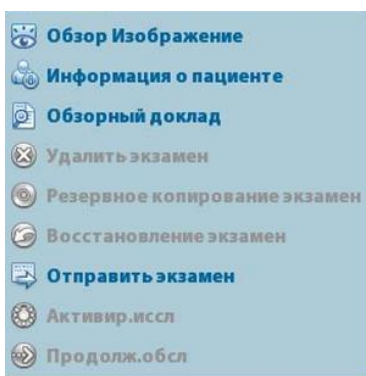 Обзор Изображение
Информация о пациенте
Обзорный доклад
Удалить экзамен
Резервное копирование экзамен
Восстановление экзамен
Отправить экзамен
Активир.иссл
Продолж.обсл